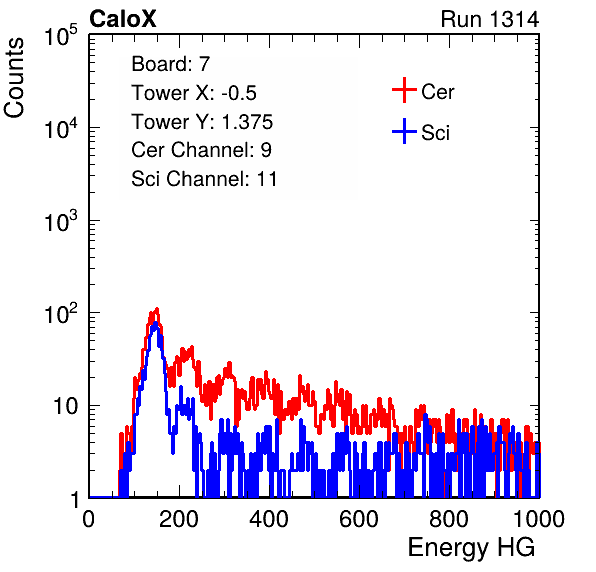 CaloX Run 1314
Counts
Board: 7
Tower X: -0.5
Tower Y: 1.375
Cer Channel: 9
Sci Channel: 11
Cer
Sci
10^5
10^4
10^3
10^2
10
1
0 200 400 600 800 1000
Energy HG